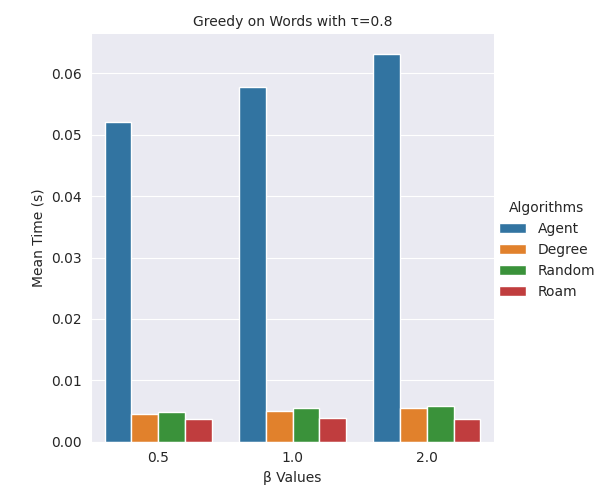 Greedy on Words with τ=0.8
0.06
0.05
0.04
0.03
0.02
0.01
0.00
Mean Time (s)
0.5
1.0
2.0
β Values
Algorithms
Agent
Degree
Random
Roam